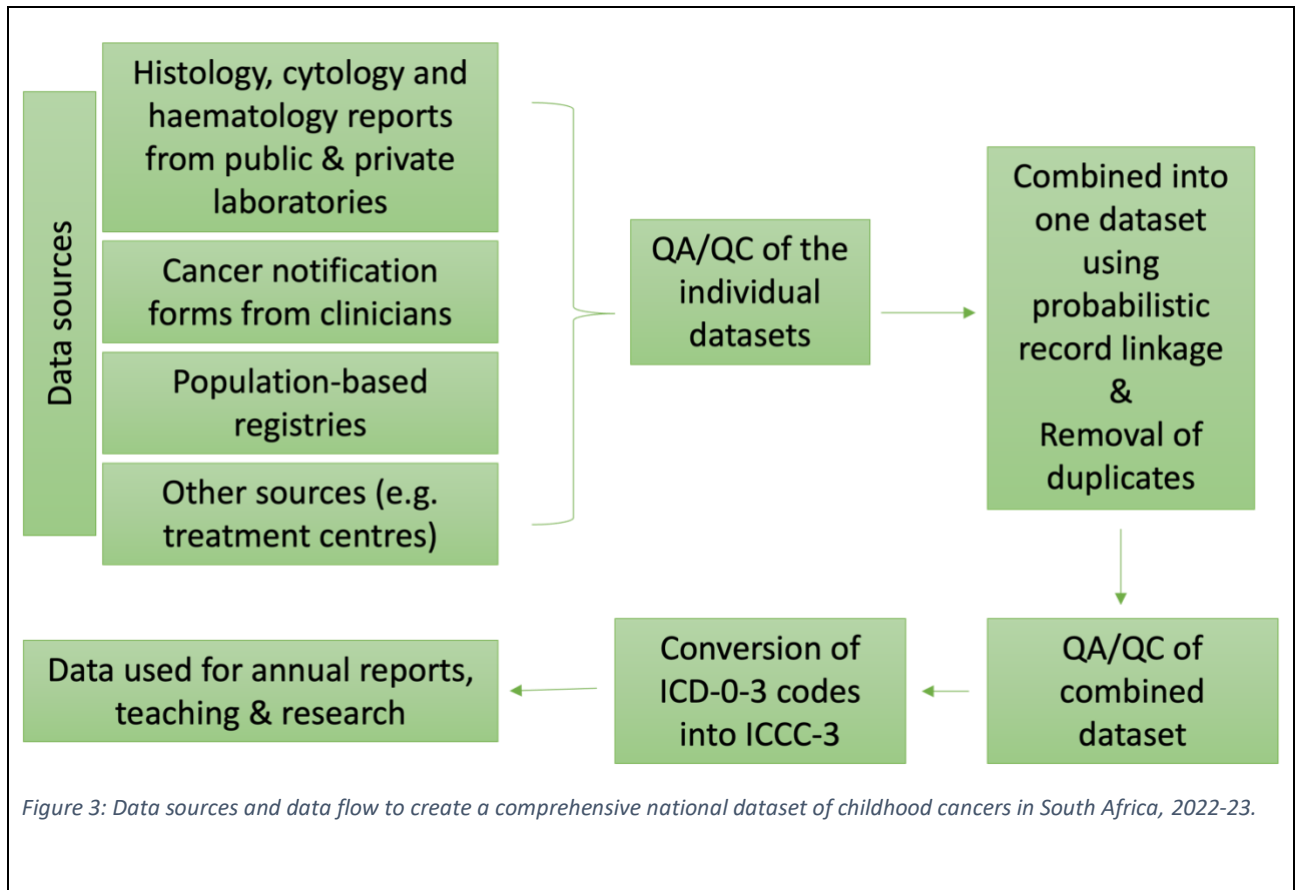 Data sources
Histology, cytology and
haematology reports
from public & private
laboratories
Cancer notification
forms from clinicians
Population-based
registries
Other sources (e.g.
treatment centres)
QA/QC of the
individual
datasets
Combined into
one dataset
using
probabilistic
record linkage
&
Removal of
duplicates
QA/QC of
combined
dataset
Conversion of
ICD-0-3 codes
into ICCC-3
Data used for annual reports,
teaching & research
Figure 3: Data sources and data flow to create a comprehensive national dataset of childhood cancers in South Africa, 2022-23.